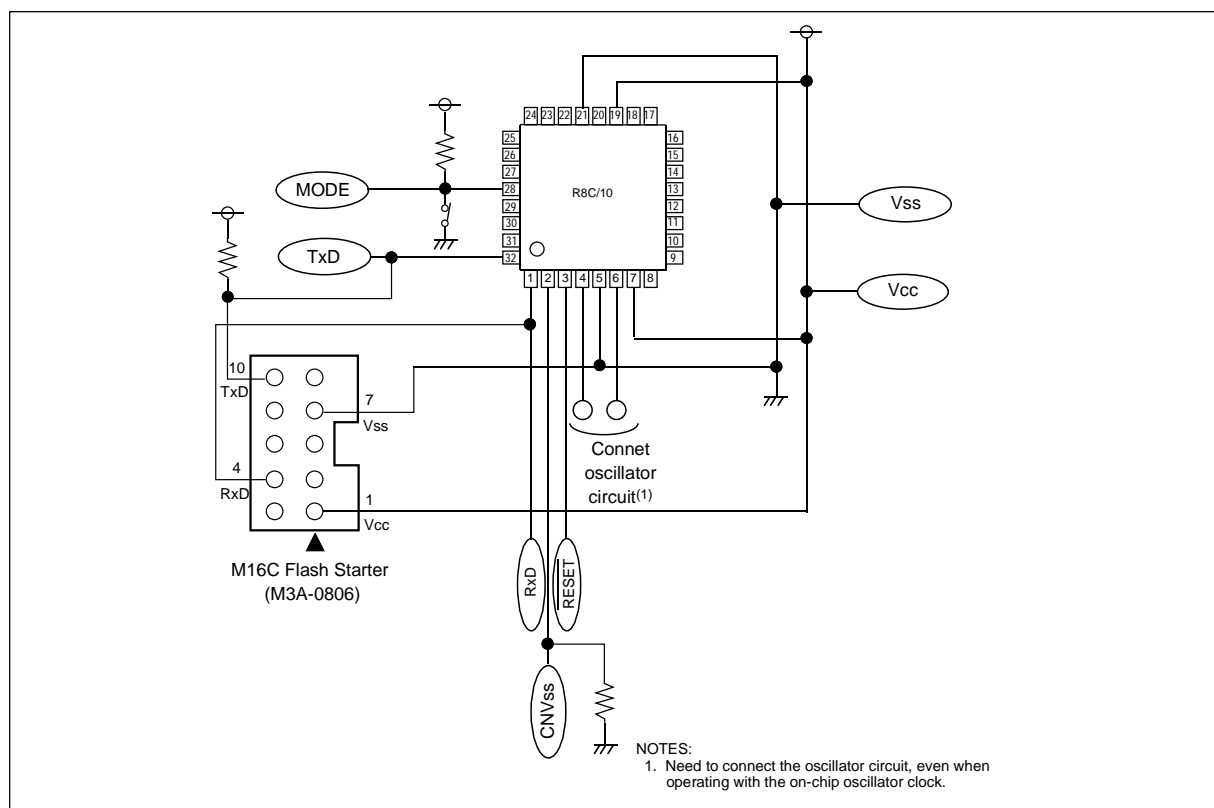 24 23 22 21 20 19 18 17
25
26
27
28
29
30
31
32
16
15
14
13
12
11
10
9
R8C/10
1 2 3 4 5 6 7 8
MODE
TxD
Vss
Vcc
10
TxD
7
Vss
4
RxD
1
Vcc
M16C Flash Starter
(M3A-0806)
Connet
oscillator
circuit(1)
RxD
RESET
CNVss
NOTES:
1. Need to connect the oscillator circuit, even when
operating with the on-chip oscillator clock.